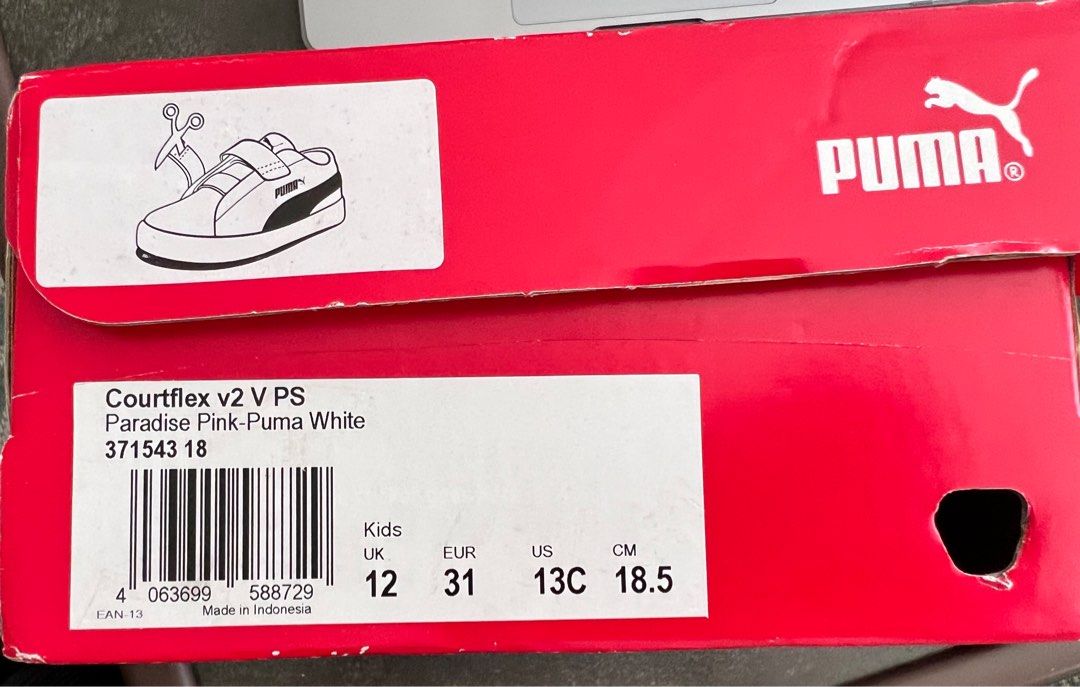 PUMA
PUMA®
Courtflex v2 V PS
Paradise Pink-Puma White
371543 18
4 063699 588729
EAN-13 Made in Indonesia
Kids
UK EUR US CM
12 31 13C 18.5